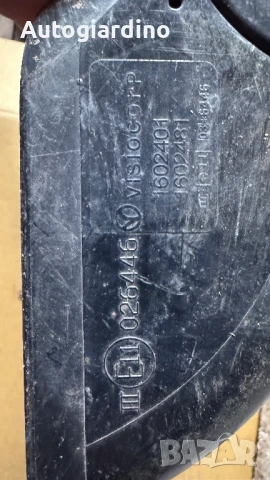 Autogiardino
visiocorp
1602401
1602481
III E11 026446
BAZAR